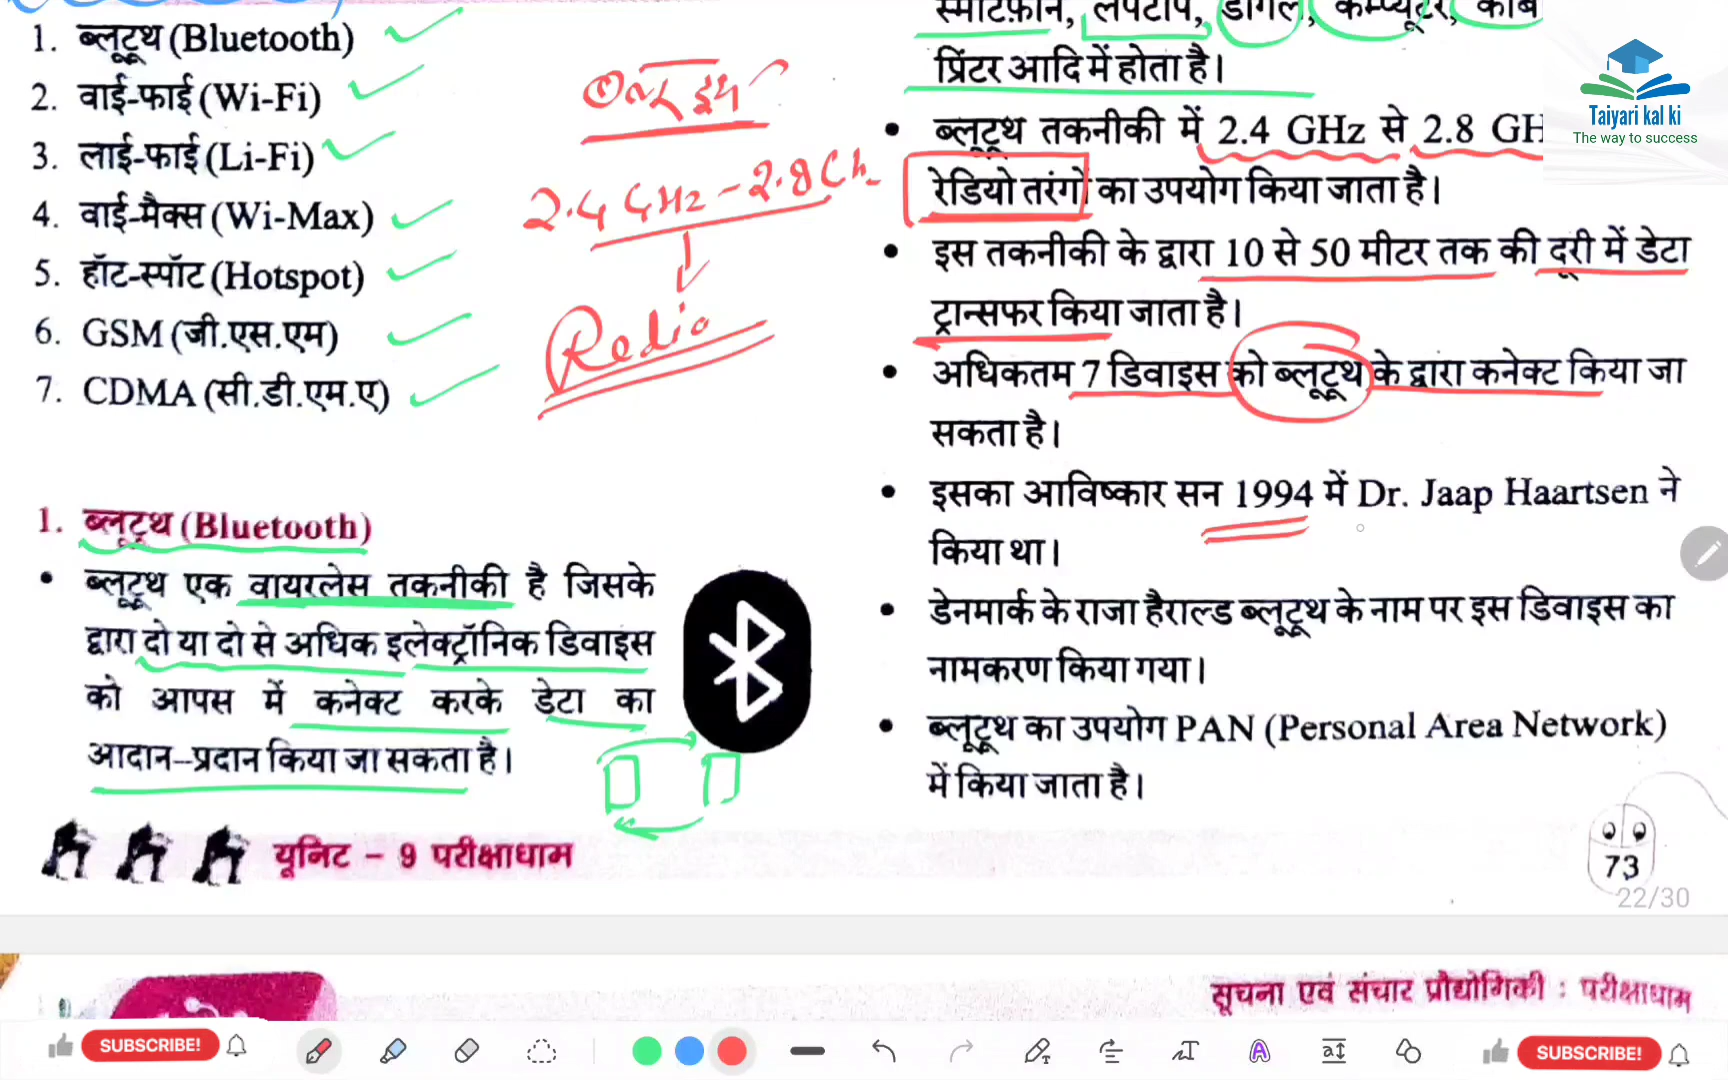 1. ब्लूटूथ (Bluetooth)
2. वाई-फाई (Wi-Fi)
3. लाई-फाई (Li-Fi)
4. वाई-मैक्स (Wi-Max)
5. हॉट-स्पॉट (Hotspot)
6. GSM (जी.एस.एम)
7. CDMA (सी.डी.एम.ए)
1. ब्लूटूथ (Bluetooth)
• ब्लूटूथ एक वायरलेस तकनीकी है जिसके
द्वारा दो या दो से अधिक इलेक्ट्रॉनिक डिवाइस
को आपस में कनेक्ट करके डेटा का
आदान–प्रदान किया जा सकता है।
2.4 GHz –
स्मार्टफ़ोन, लैपटॉप, डोंगल, कम्प्यूटर,
प्रिंटर आदि में होता है।
• ब्लूटूथ तकनीकी में 2.4 GHz से 2.8 GH
रेडियो तरंगो का उपयोग किया जाता है।
• इस तकनीकी के द्वारा 10 से 50 मीटर तक की दूरी में डेटा
ट्रान्सफर किया जाता है।
• अधिकतम 7 डिवाइस को ब्लूटूथ के द्वारा कनेक्ट किया जा
सकता है।
• इसका आविष्कार सन 1994 में Dr. Jaap Haartsen ने
किया था।
• डेनमार्क के राजा हैराल्ड ब्लूटूथ के नाम पर इस डिवाइस का
नामकरण किया गया।
• ब्लूटूथ का उपयोग PAN (Personal Area Network)
में किया जाता है।
Taiyari kal ki
The way to success
यूनिट – 9 परीक्षाधाम
73
22/30
सूचना एवं संचार प्रौद्योगिकी : परीक्षाधाम
SUBSCRIBE!
SUBSCRIBE!